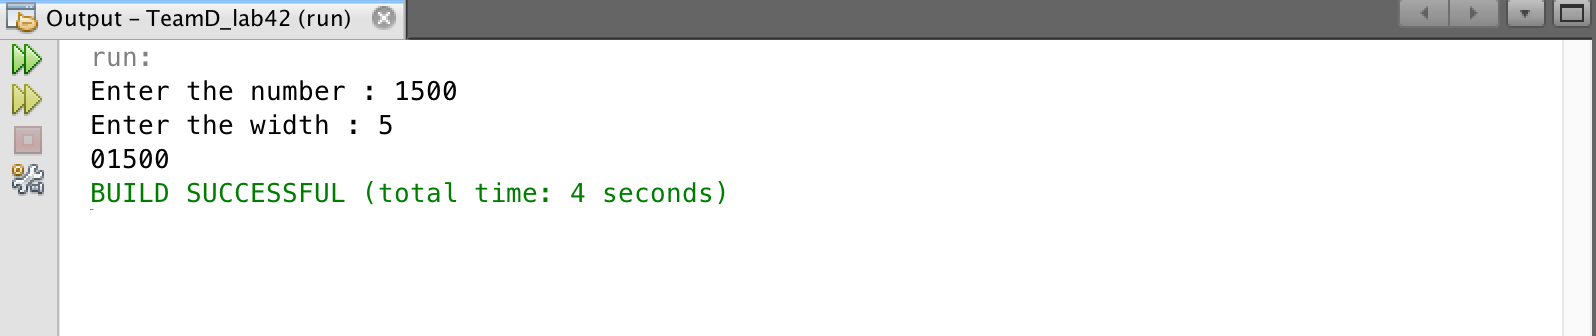 Output – TeamD_lab42 (run)
run:
Enter the number : 1500
Enter the width : 5
01500
BUILD SUCCESSFUL (total time: 4 seconds)